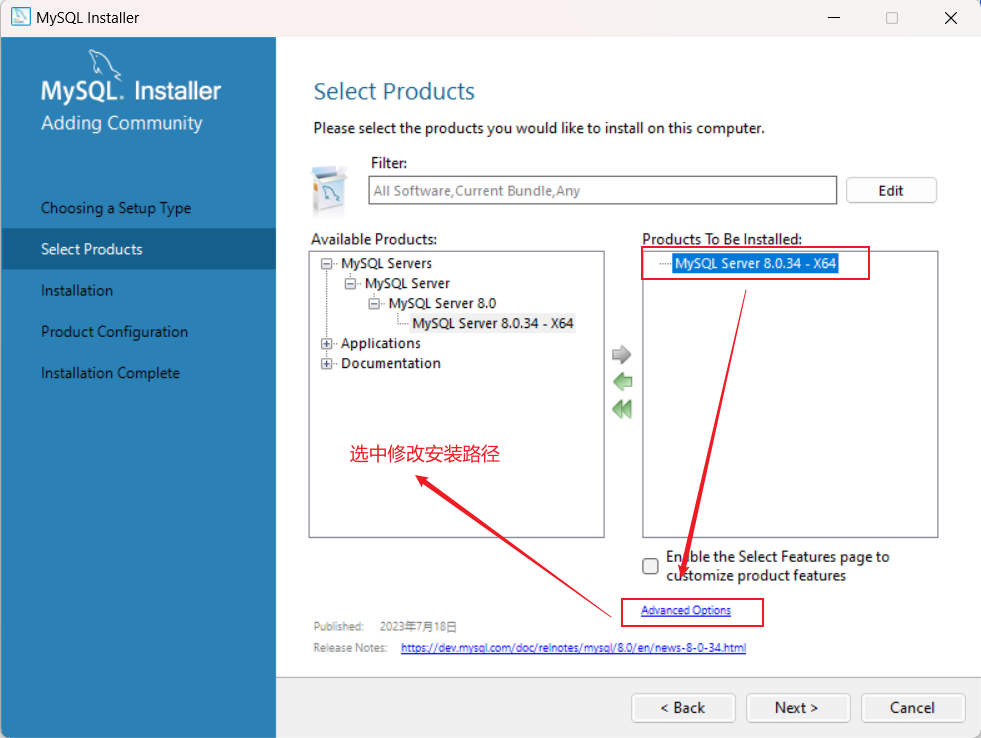 MySQL Installer
MySQL. Installer
Adding Community
Choosing a Setup Type
Select Products
Installation
Product Configuration
Installation Complete
Select Products
Please select the products you would like to install on this computer.
Filter:
All Software,Current Bundle,Any
Edit
Available Products:
MySQL Servers
MySQL Server
MySQL Server 8.0
MySQL Server 8.0.34 - X64
Applications
Documentation
Products To Be Installed:
MySQL Server 8.0.34 - X64
选中修改安装路径
Enable the Select Features page to
customize product features
Advanced Options
Published: 2023年7月18日
Release Notes: https://dev.mysql.com/doc/relnotes/mysql/8.0/en/news-8-0-34.html
< Back
Next >
Cancel